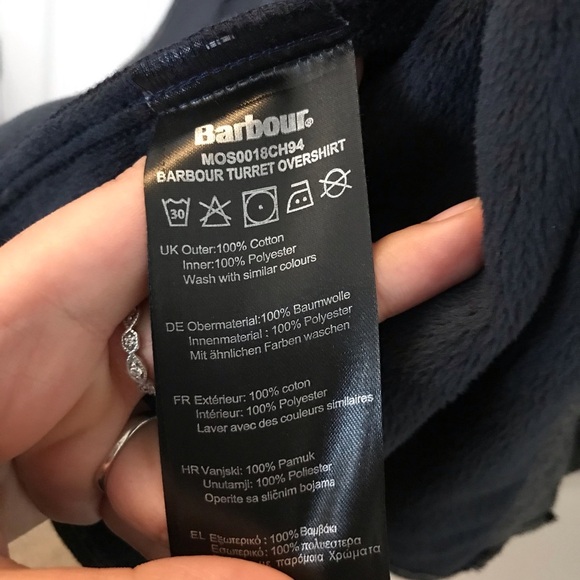 Barbour®
MOS0018CH94
BARBOUR TURRET OVERSHIRT
30
UK Outer:100% Cotton
Inner:100% Polyester
Wash with similar colours
DE Obermaterial:100% Baumwolle
Innenmaterial : 100% Polyester
Mit ähnlichen Farben waschen
FR Extérieur: 100% coton
Intérieur: 100% Polyester
Laver avec des couleurs similaires
HR Vanjski: 100% Pamuk
Unutarnji: 100% Poliester
Operite sa sličnim bojama
EL Εξωτερικό : 100% Βαμβάκι
Εσωτερικό: 100% πολυεστερα
με παρόμοια Χρώματα